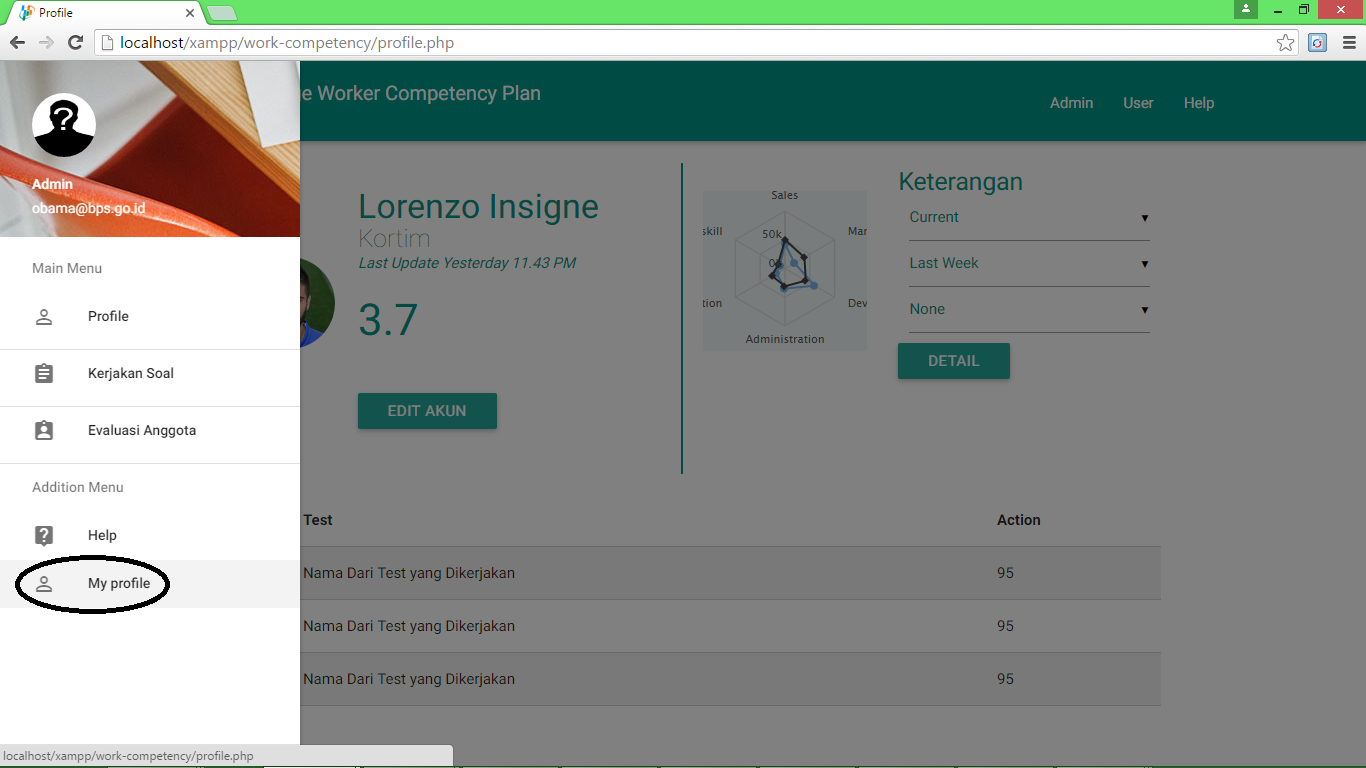 Profile
localhost/xampp/work-competency/profile.php
e Worker Competency Plan
Admin User Help
Admin
obama@bps.go.id
Main Menu
Profile
Kerjakan Soal
Evaluasi Anggota
Addition Menu
Help
My profile
Lorenzo Insigne
Kortim
Last Update Yesterday 11.43 PM
3.7
EDIT AKUN
Sales
skill
50k
Mar
0
tion
Dev
Administration
Keterangan
Current
Last Week
None
DETAIL
Test Action
Nama Dari Test yang Dikerjakan 95
Nama Dari Test yang Dikerjakan 95
Nama Dari Test yang Dikerjakan 95
localhost/xampp/work-competency/profile.php